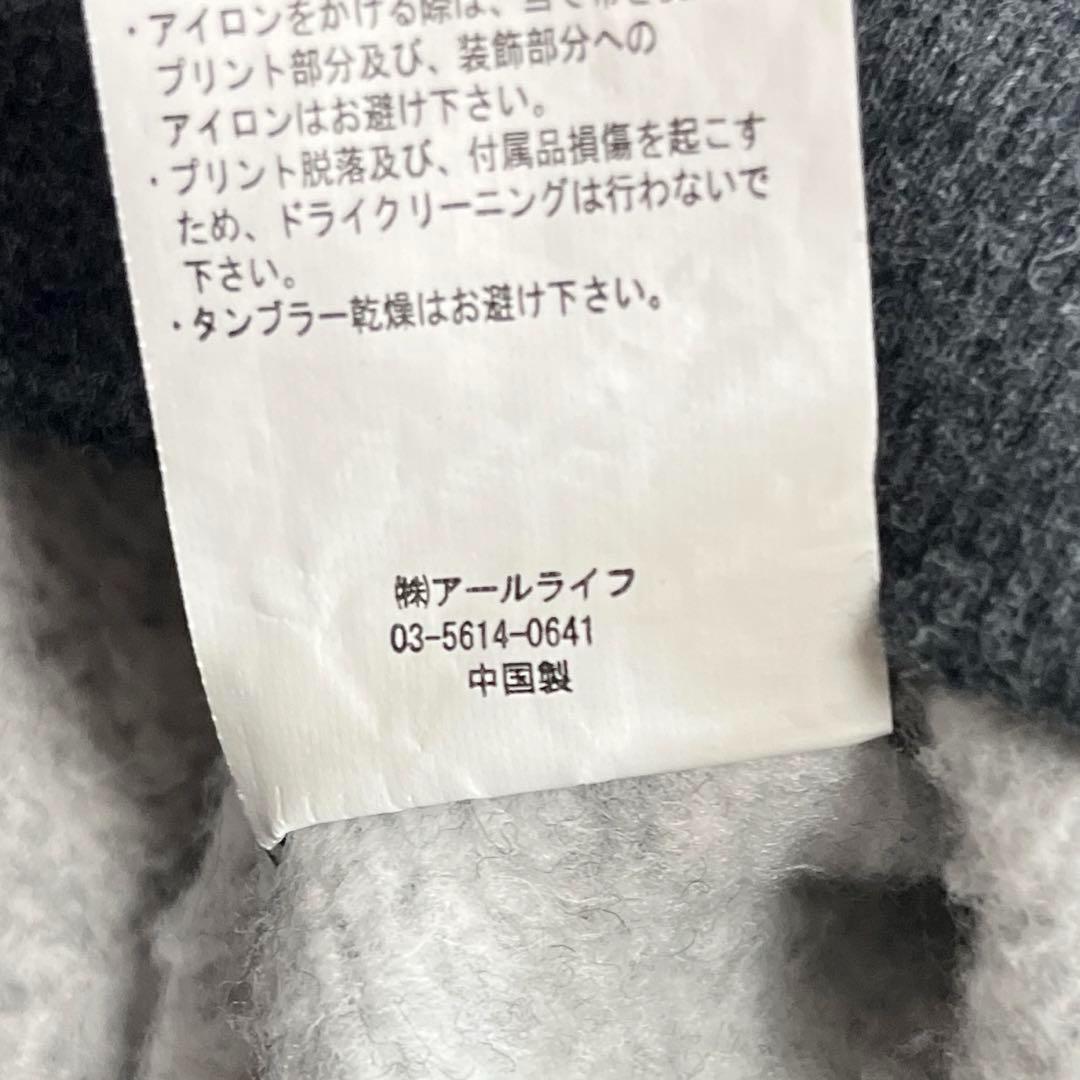 ・アイロンをかける際は、当て布を
プリント部分及び、装飾部分への
アイロンはお避け下さい。
・プリント脱落及び、付属品損傷を起こす
ため、ドライクリーニングは行わないで
下さい。
・タンブラー乾燥はお避け下さい。
㈱アールライフ
03-5614-0641
中国製